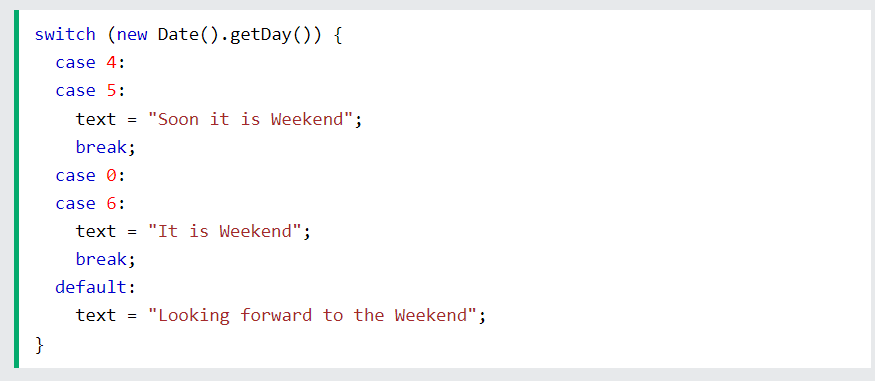 switch (new Date().getDay()) {
  case 4:
  case 5:
    text = "Soon it is Weekend";
    break;
  case 0:
  case 6:
    text = "It is Weekend";
    break;
  default:
    text = "Looking forward to the Weekend";
}